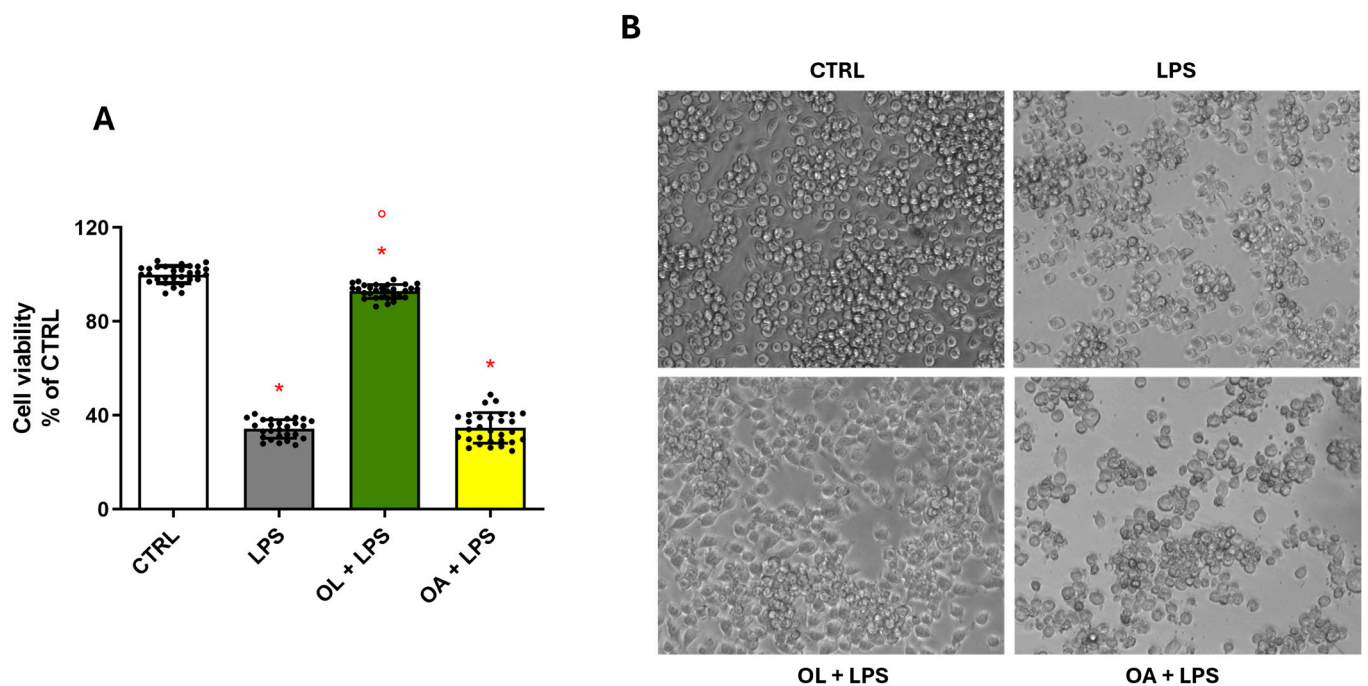 B
CTRL
LPS
A
120
80
40
0
Cell viability
% of CTRL
*
°
*
*
CTRL
LPS
OL + LPS
OA + LPS
OL + LPS
OA + LPS